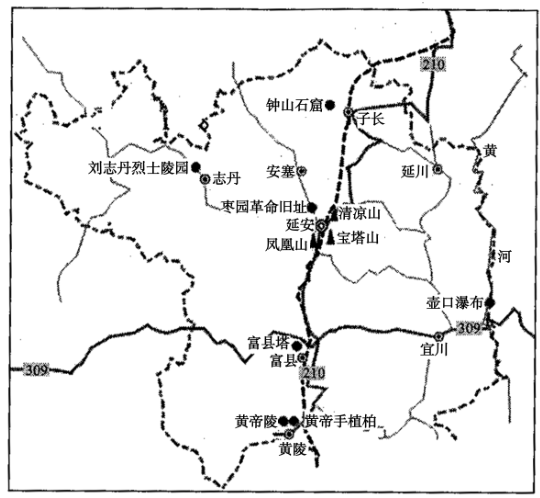 210
钟山石窟
子长
黄
刘志丹烈士陵园
志丹
安塞
延川
枣园革命旧址
清凉山
延安
凤凰山
宝塔山
河
壶口瀑布
309
富县塔
宜川
富县
309
210
黄帝陵
黄帝手植柏
黄陵